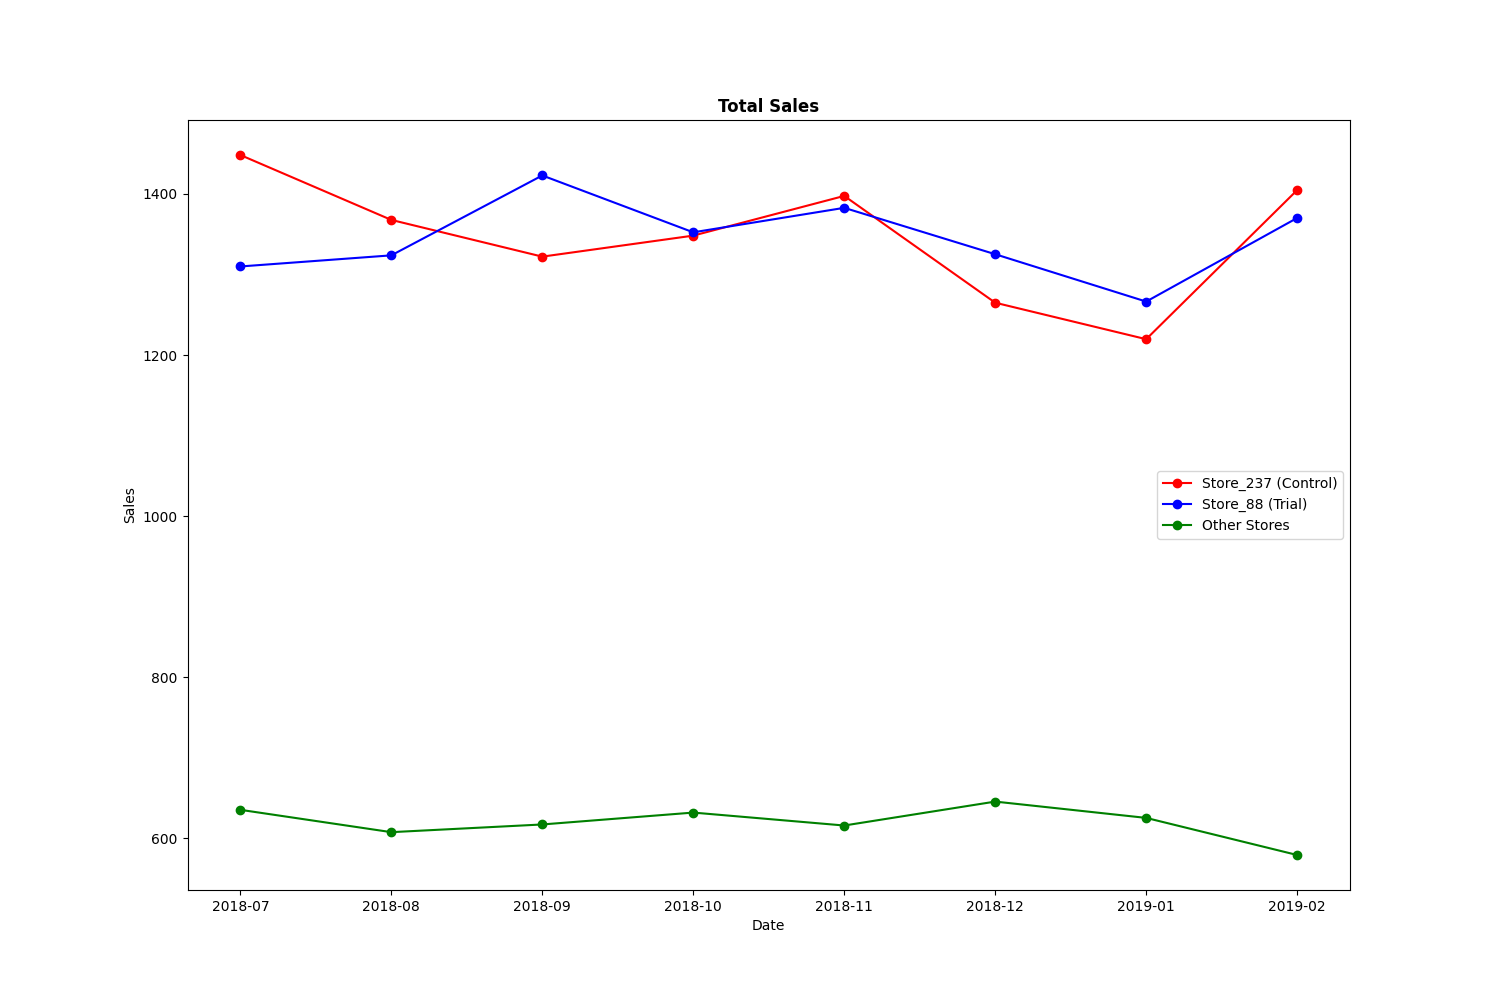 Total Sales
1400
1200
1000
800
600
Sales
Store_237 (Control)
Store_88 (Trial)
Other Stores
2018-07 2018-08 2018-09 2018-10 2018-11 2018-12 2019-01 2019-02
Date